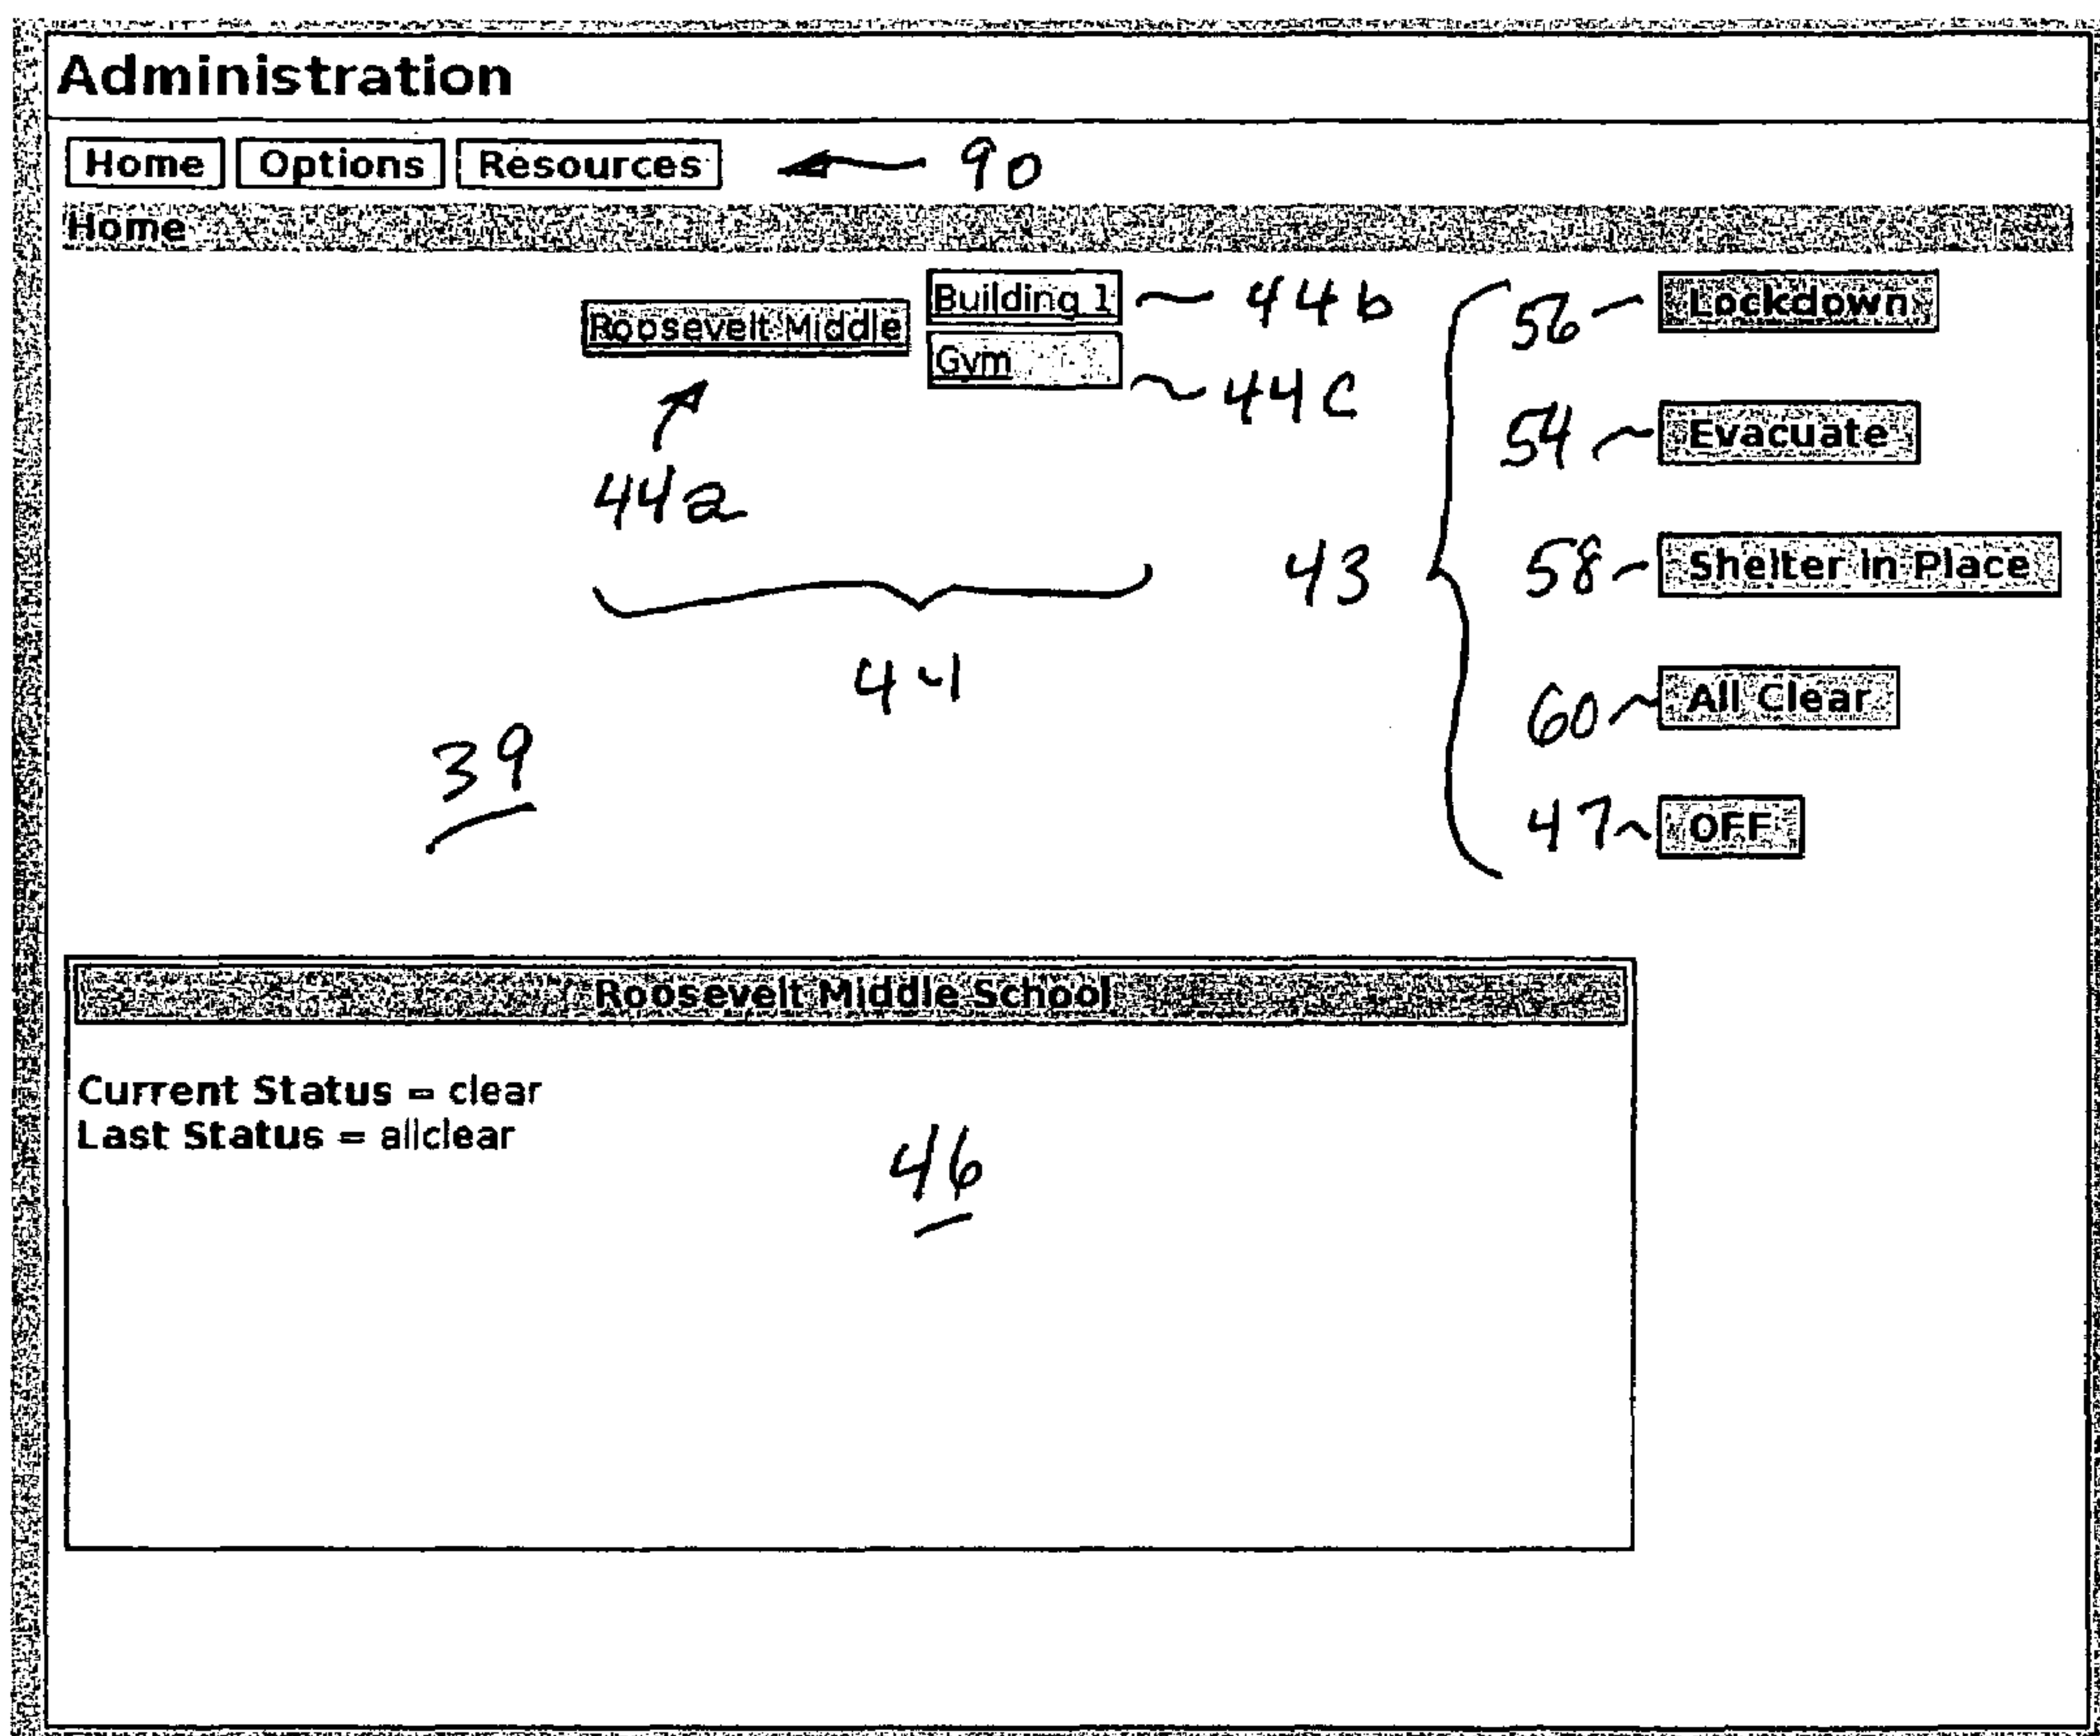 Administration
Home Options Resources 90
Home
Roosevelt Middle
Building 1 44b
Gym 44c
44a
44
43
56 Lockdown
54 Evacuate
58 Shelter In Place
60 All Clear
47 OFF
39
Roosevelt Middle School
Current Status = clear
Last Status = allclear
46